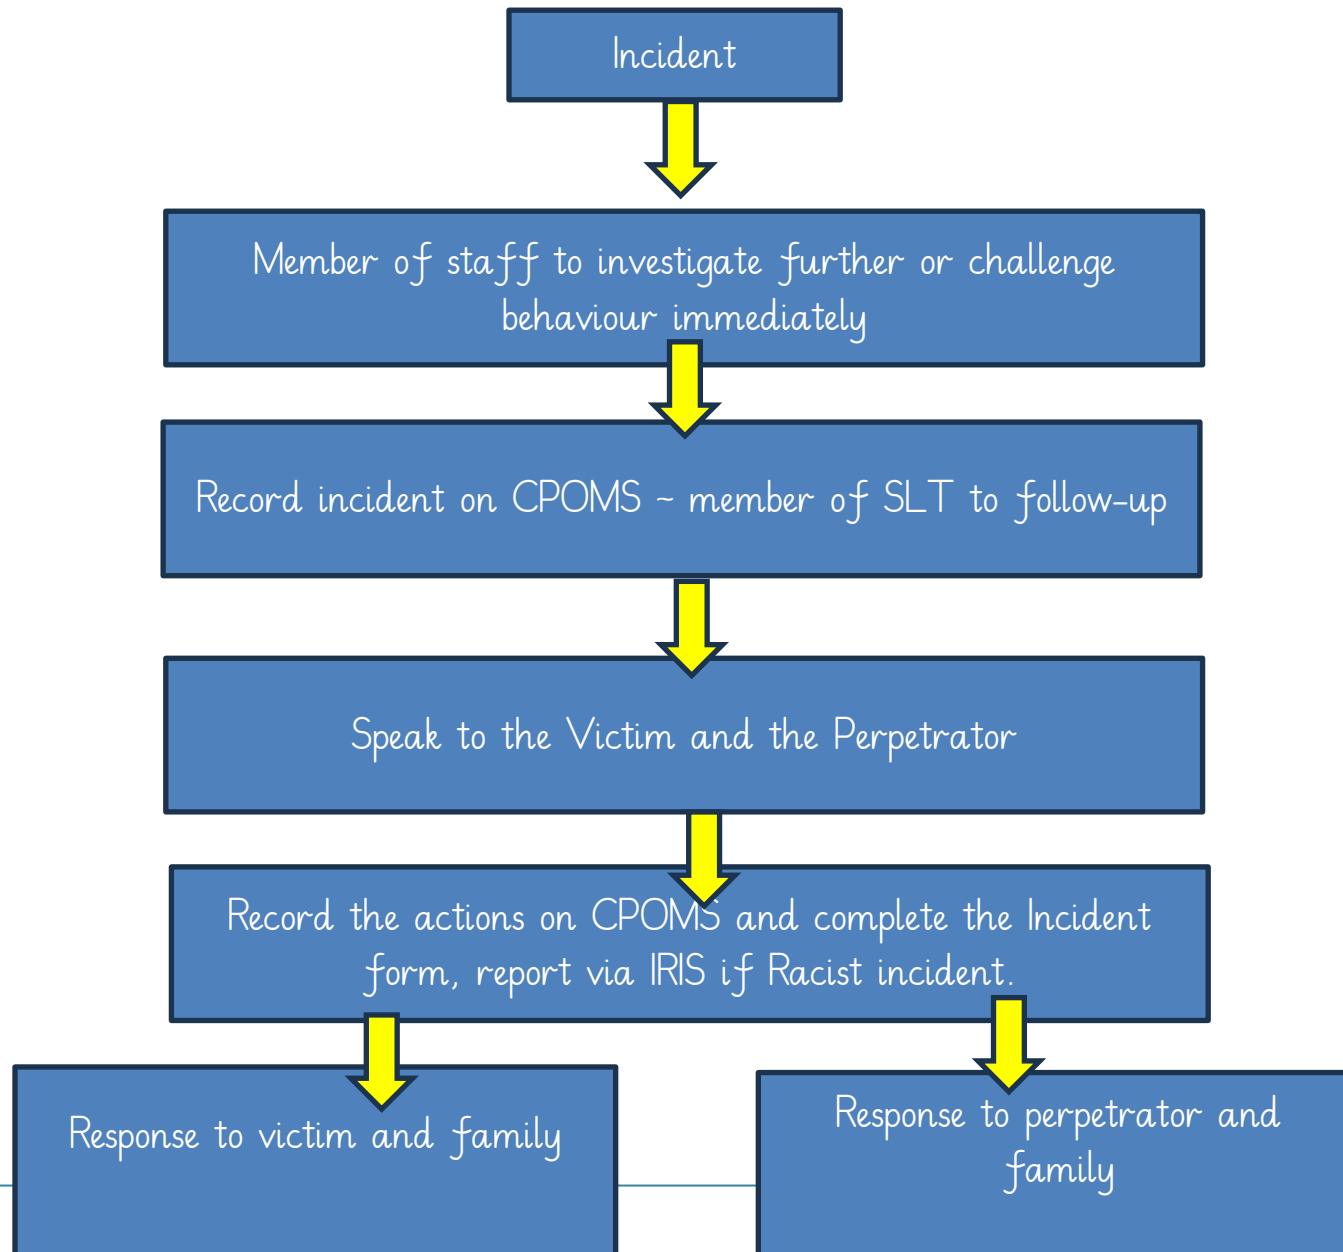 Incident
Member of staff to investigate further or challenge
behaviour immediately
Record incident on CPOMS ~ member of SLT to follow-up
Speak to the Victim and the Perpetrator
Record the actions on CPOMS and complete the Incident
form, report via IRIS if Racist incident.
Response to victim and family
Response to perpetrator and
family